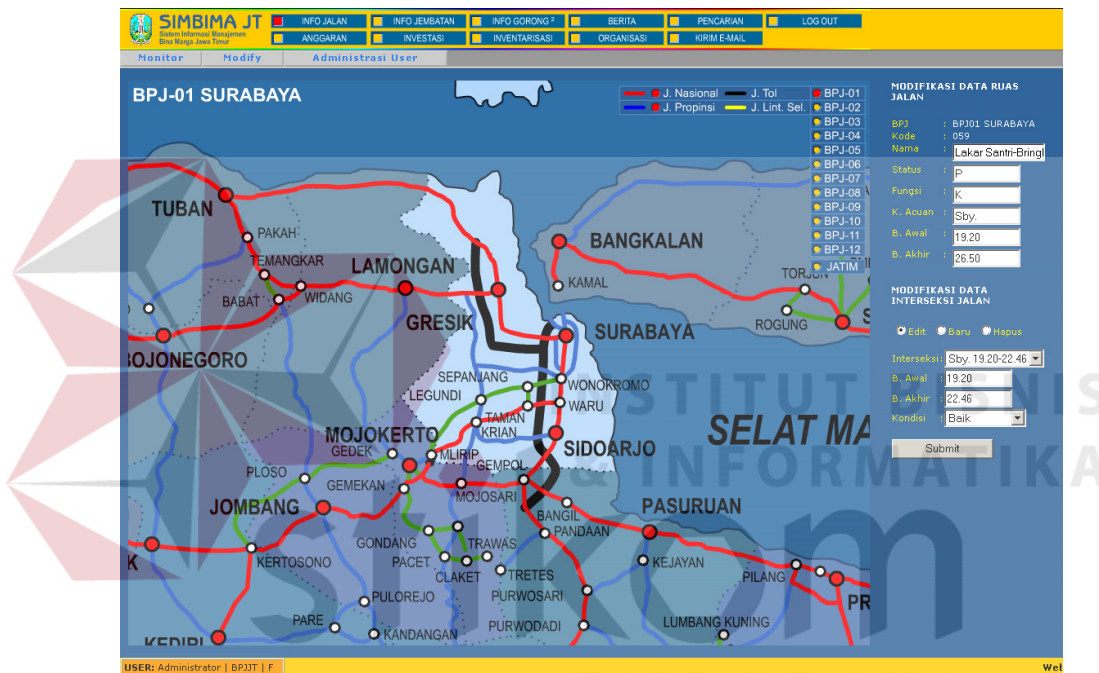 SIMBIMA JT
Sistem Informasi Manajemen
Bina Marga Jawa Timur
INFO JALAN INFO JEMBATAN INFO GORONG ² BERITA PENCARIAN LOG OUT
ANGGARAN INVESTASI INVENTARISASI ORGANISASI KIRIM E-MAIL
Monitor Modify Administrasi User
BPJ-01 SURABAYA
J. Nasional J. Tol
J. Propinsi J. Lint. Sel.
BPJ-01
BPJ-02
BPJ-03
BPJ-04
BPJ-05
BPJ-06
BPJ-07
BPJ-08
BPJ-09
BPJ-10
BPJ-11
BPJ-12
JATIM
TUBAN
PAKAH
TEMANGKAR
LAMONGAN
BABAT
WIDANG
GRESIK
BANGKALAN
KAMAL
ROGUNG
BOJONEGORO
SURABAYA
SEPANJANG
LEGUNDI
WONOKROMO
WARU
TAMAN
KRIAN
MOJOKERTO
GEDEK
MLIRIP
SIDOARJO
SELAT MA
PLOSO
GEMEKAN
GEMPOL
MOJOSARI
JOMBANG
BANGIL
PASURUAN
PANDAAN
GONDANG
TRAWAS
PACET
CLAKET
TRETES
KERTOSONO
K
KEJAYAN
PILANG
PURWOSARI
PR
PULOREJO
PARE
KANDANGAN
PURWODADI
LUMBANG KUNING
KEDIRI
MODIFIKASI DATA RUAS
JALAN
BPJ : BPJ01 SURABAYA
Kode : 059
Nama : Lakar Santri-Bringl
Status : P
Fungsi : K
K. Acuan : Sby.
B. Awal : 19.20
B. Akhir : 26.50
MODIFIKASI DATA
INTERSEKSI JALAN
Edit Baru Hapus
Interseksi: Sby. 19.20-22.46
B. Awal : 19.20
B. Akhir : 22.46
Kondisi : Baik
Submit
INSTITUT BISNIS
& INFORMATIKA
stikom
USER: Administrator | BPJJT | F
Web